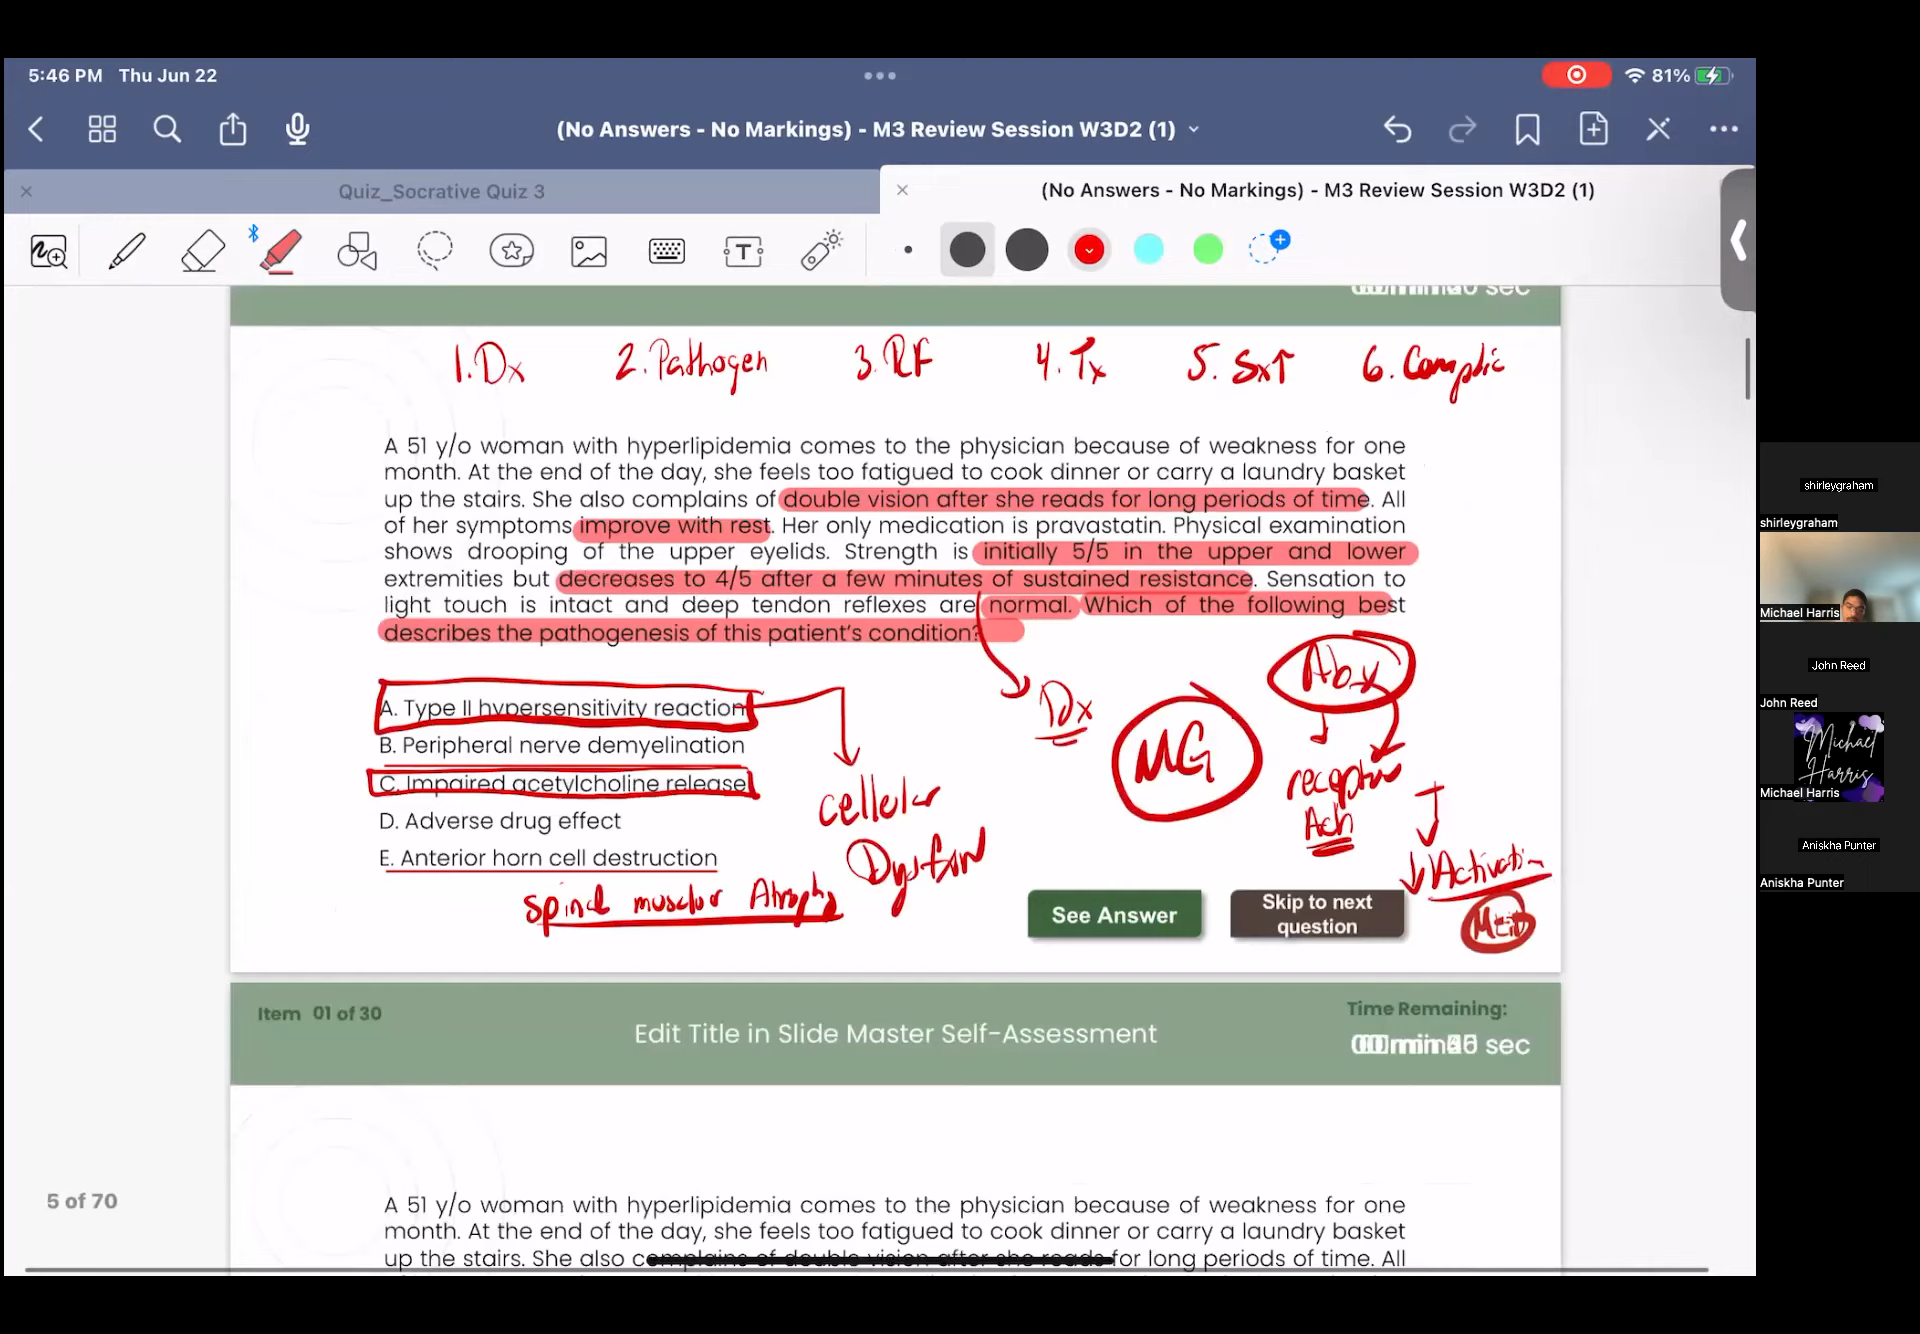 5:46 PM Thu Jun 22
81%
(No Answers - No Markings) - M3 Review Session W3D2 (1)
Quiz_Socrative Quiz 3
(No Answers - No Markings) - M3 Review Session W3D2 (1)
1. Dx 2. Pathogen 3. RF 4. Tx 5. Sx↑ 6. Complic
A 51 y/o woman with hyperlipidemia comes to the physician because of weakness for one
month. At the end of the day, she feels too fatigued to cook dinner or carry a laundry basket
up the stairs. She also complains of double vision after she reads for long periods of time. All
of her symptoms improve with rest. Her only medication is pravastatin. Physical examination
shows drooping of the upper eyelids. Strength is initially 5/5 in the upper and lower
extremities but decreases to 4/5 after a few minutes of sustained resistance. Sensation to
light touch is intact and deep tendon reflexes are normal. Which of the following best
describes the pathogenesis of this patient's condition?
A. Type II hypersensitivity reaction
B. Peripheral nerve demyelination
C. Impaired acetylcholine release
D. Adverse drug effect
E. Anterior horn cell destruction
spinal muscular Atrophy
cellular
Dx
MG
Abx
receptor
Ach
↓ Activation
See Answer
Skip to next
question
Item 01 of 30
Edit Title in Slide Master Self-Assessment
Time Remaining:
sec
A 51 y/o woman with hyperlipidemia comes to the physician because of weakness for one
month. At the end of the day, she feels too fatigued to cook dinner or carry a laundry basket
up the stairs. She also complains of double vision after she reads for long periods of time. All
5 of 70
shirleygraham
shirleygraham
Michael Harris
John Reed
John Reed
Michael
Harris
Michael Harris
Aniskha Punter
Aniskha Punter